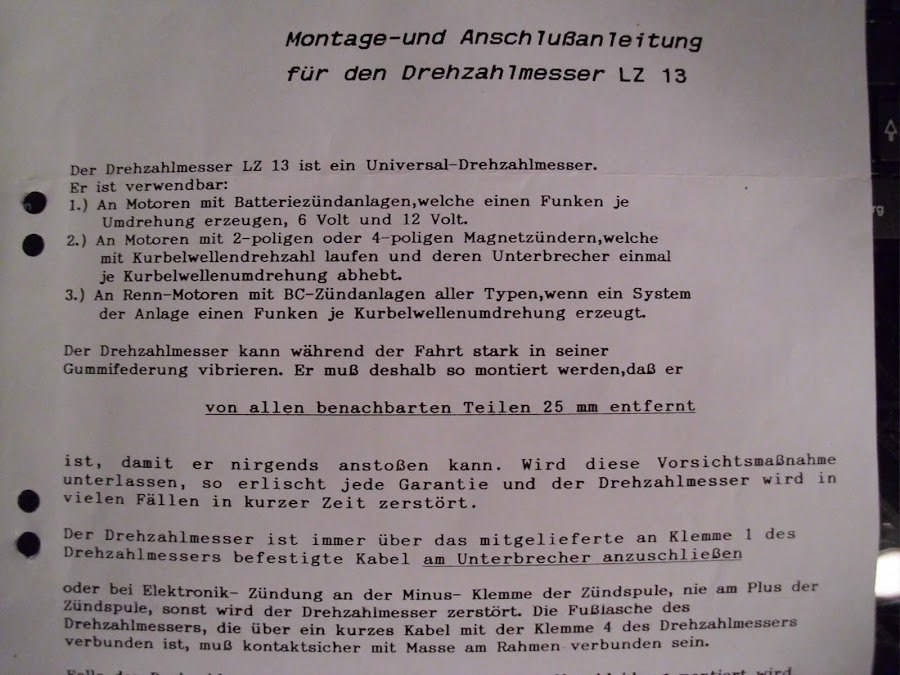 Montage-und Anschlußanleitung
für den Drehzahlmesser LZ 13
Der Drehzahlmesser LZ 13 ist ein Universal-Drehzahlmesser.
Er ist verwendbar:
1.) An Motoren mit Batteriezündanlagen,welche einen Funken je
Umdrehung erzeugen, 6 Volt und 12 Volt.
2.) An Motoren mit 2-poligen oder 4-poligen Magnetzündern,welche
mit Kurbelwellendrehzahl laufen und deren Unterbrecher einmal
je Kurbelwellenumdrehung abhebt.
3.) An Renn-Motoren mit BC-Zündanlagen aller Typen,wenn ein System
der Anlage einen Funken je Kurbelwellenumdrehung erzeugt.
Der Drehzahlmesser kann während der Fahrt stark in seiner
Gummifederung vibrieren. Er muß deshalb so montiert werden,daß er
von allen benachbarten Teilen 25 mm entfernt
ist, damit er nirgends anstoßen kann. Wird diese Vorsichtsmaßnahme
unterlassen, so erlischt jede Garantie und der Drehzahlmesser wird in
vielen Fällen in kurzer Zeit zerstört.
Der Drehzahlmesser ist immer über das mitgelieferte an Klemme 1 des
Drehzahlmessers befestigte Kabel am Unterbrecher anzuschließen
oder bei Elektronik- Zündung an der Minus- Klemme der Zündspule, nie am Plus der
Zündspule, sonst wird der Drehzahlmesser zerstört. Die Fußlasche des
Drehzahlmessers, die über ein kurzes Kabel mit der Klemme 4 des Drehzahlmessers
verbunden ist, muß kontaktsicher mit Masse am Rahmen verbunden sein.